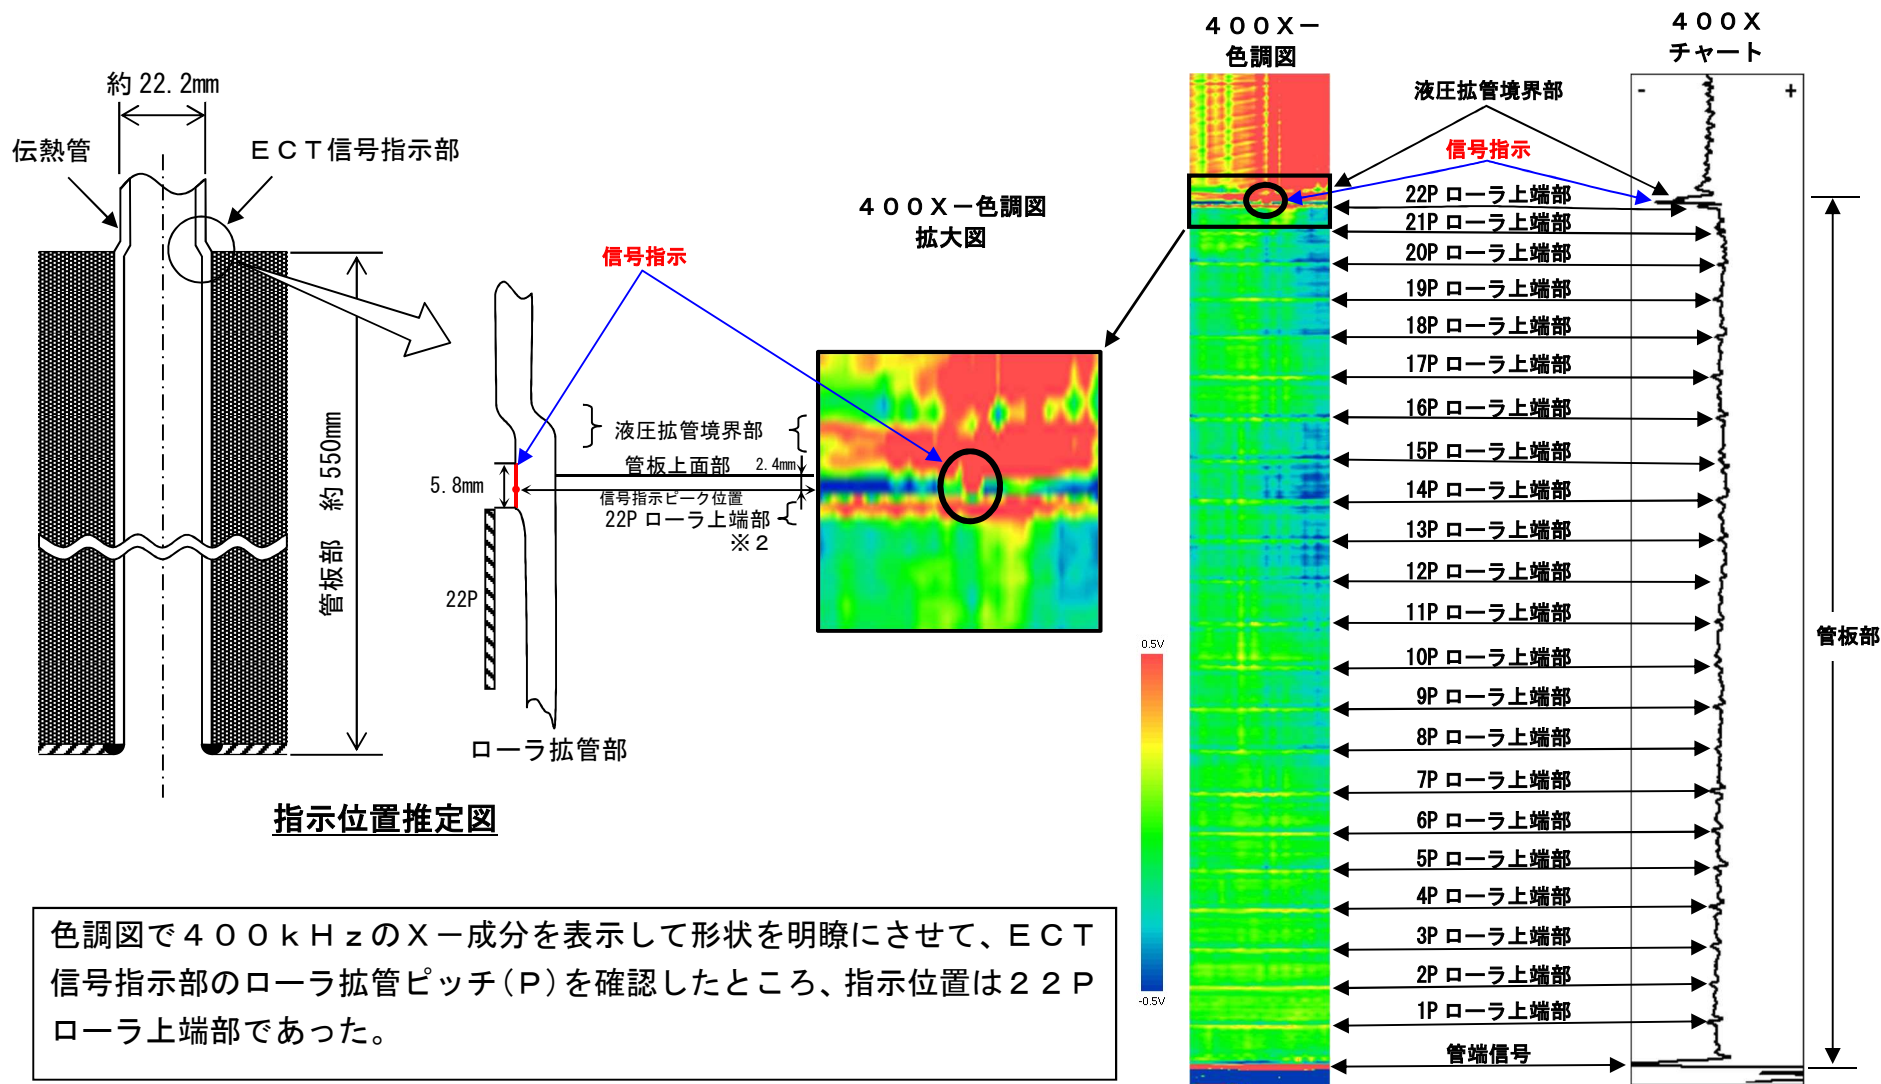 約22.2mm
伝熱管
ECT信号指示部
管板部 約550mm
指示位置推定図
信号指示
5.8mm
22P
液圧拡管境界部
管板上面部
2.4mm
信号指示ピーク位置
22P ローラ上端部
※2
ローラ拡管部
400X-色調図
拡大図
400X-
色調図
0.5V
-0.5V
400X
チャート
-
+
液圧拡管境界部
信号指示
22P ローラ上端部
21P ローラ上端部
20P ローラ上端部
19P ローラ上端部
18P ローラ上端部
17P ローラ上端部
16P ローラ上端部
15P ローラ上端部
14P ローラ上端部
13P ローラ上端部
12P ローラ上端部
11P ローラ上端部
10P ローラ上端部
9P ローラ上端部
8P ローラ上端部
7P ローラ上端部
6P ローラ上端部
5P ローラ上端部
4P ローラ上端部
3P ローラ上端部
2P ローラ上端部
1P ローラ上端部
管端信号
管板部
色調図で400kHzのX-成分を表示して形状を明瞭にさせて、ECT
信号指示部のローラ拡管ピッチ(P)を確認したところ、指示位置は22P
ローラ上端部であった。